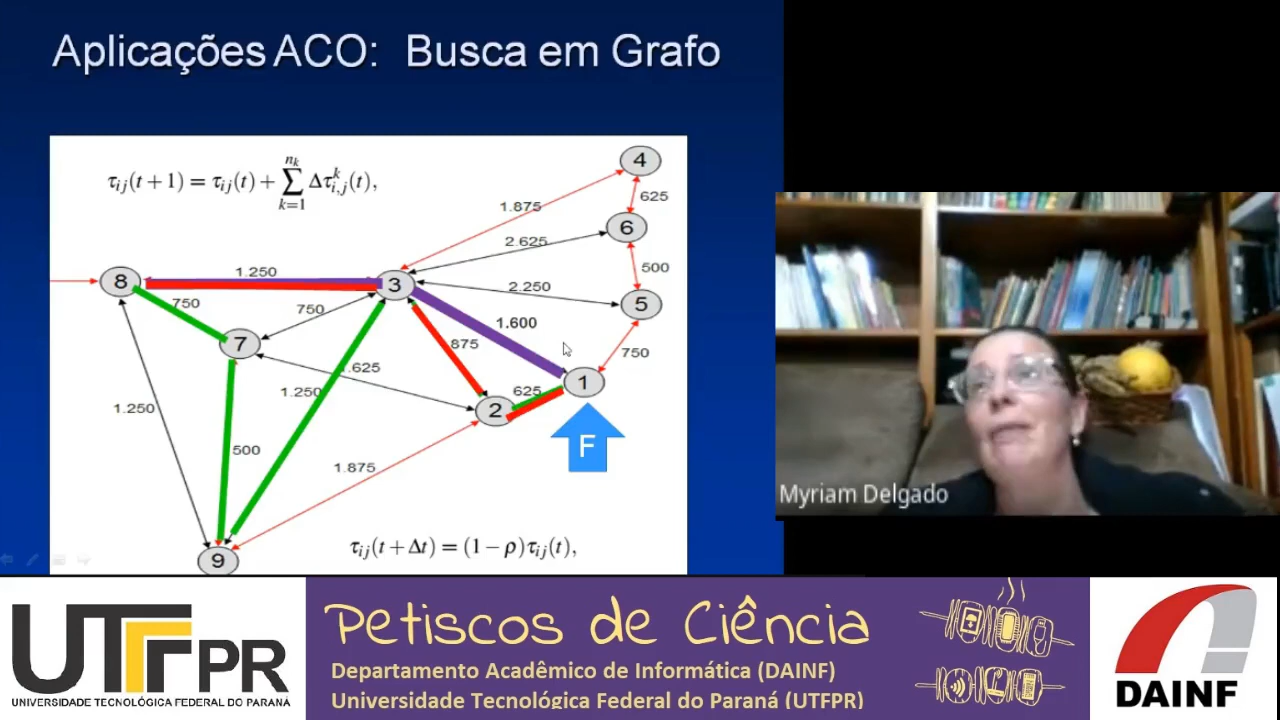 Aplicações ACO: Busca em Grafo
τij(t+1) = τij(t) + ∑ nk k=1 Δτ k i,j(t),
4
625
1.875
6
2.625
500
8
1.250
3
2.250
5
750
750
1.600
7
875
750
1.625
1
1.250
625
2
1.250
F
500
1.875
τij(t + Δt) = (1 − ρ)τij(t),
9
Myriam Delgado
UTFPR
UNIVERSIDADE TECNOLÓGICA FEDERAL DO PARANÁ
Petiscos de Ciência
Departamento Acadêmico de Informática (DAINF)
Universidade Tecnológica Federal do Paraná (UTFPR)
DAINF